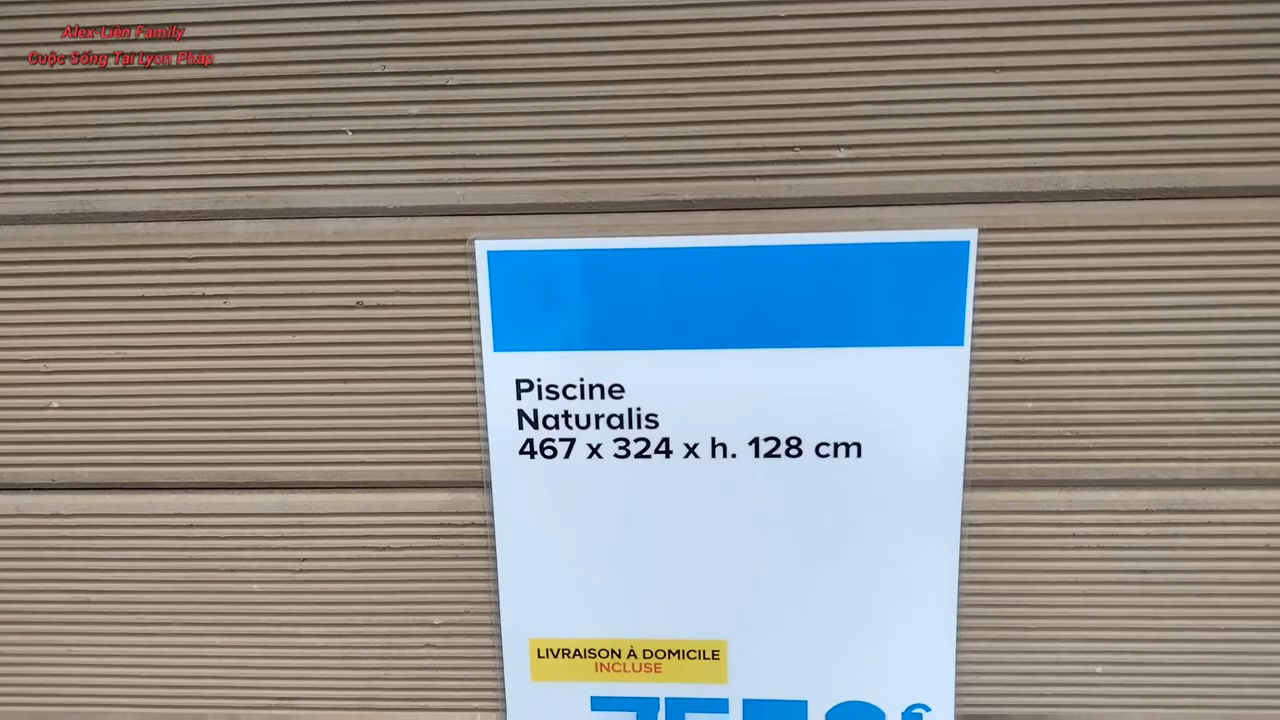 Alex-Liên Family
Cuộc Sống Tại Lyon Pháp
Piscine
Naturalis
467 x 324 x h. 128 cm
LIVRAISON À DOMICILE
INCLUSE